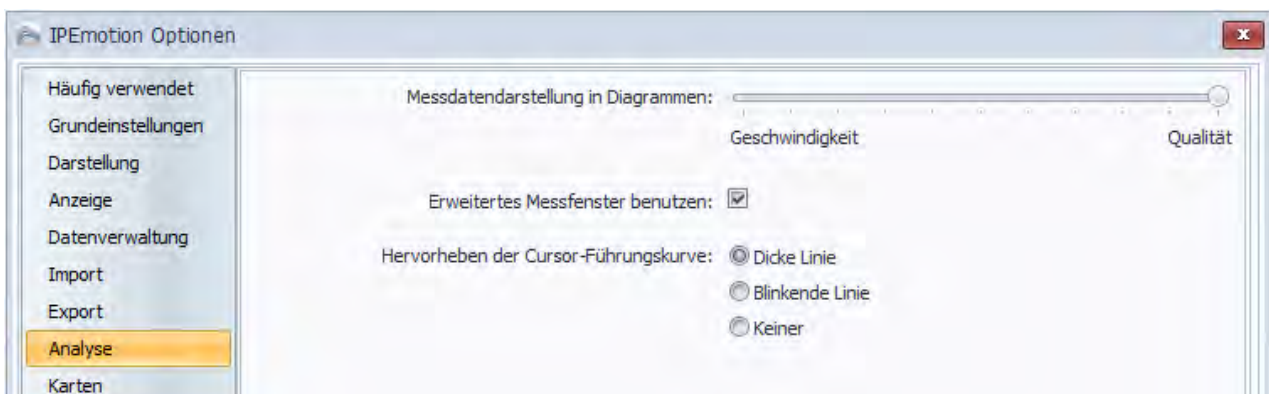 IPEmotion Optionen
Häufig verwendet
Grundeinstellungen
Darstellung
Anzeige
Datenverwaltung
Import
Export
Analyse
Karten
Messdatendarstellung in Diagrammen:
Geschwindigkeit Qualität
Erweitertes Messfenster benutzen:
Hervorheben der Cursor-Führungskurve: Dicke Linie
Blinkende Linie
Keiner